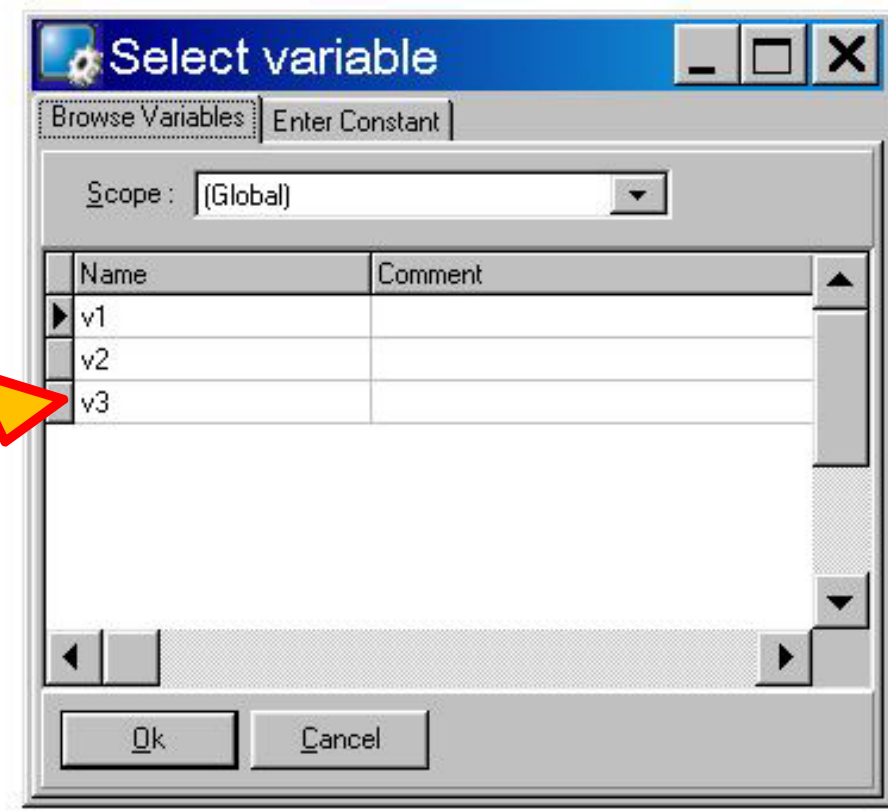 Select variable
Browse Variables Enter Constant
Scope : (Global)
Name Comment
v1
v2
v3
Ok Cancel